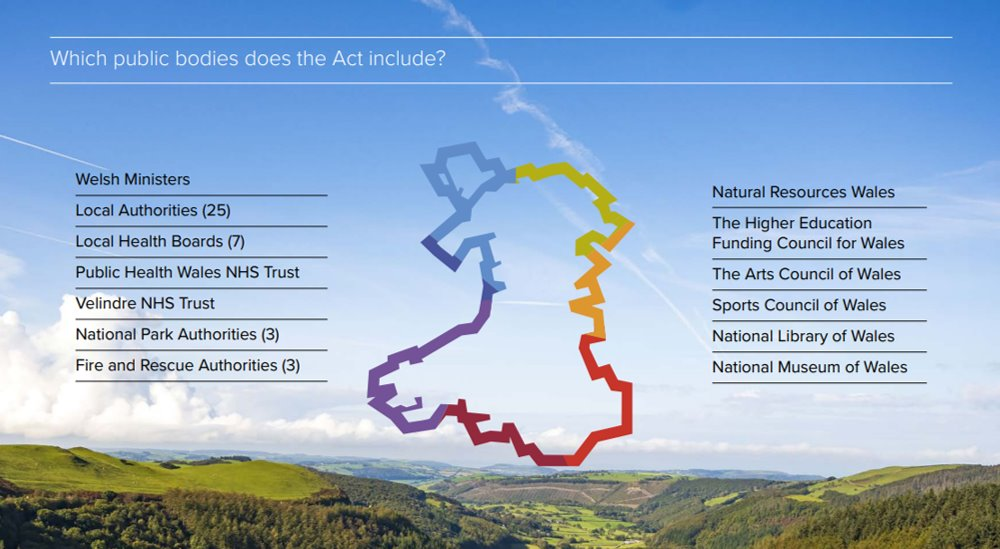 Which public bodies does the Act include?
Welsh Ministers
Local Authorities (25)
Local Health Boards (7)
Public Health Wales NHS Trust
Velindre NHS Trust
National Park Authorities (3)
Fire and Rescue Authorities (3)
Natural Resources Wales
The Higher Education
Funding Council for Wales
The Arts Council of Wales
Sports Council of Wales
National Library of Wales
National Museum of Wales